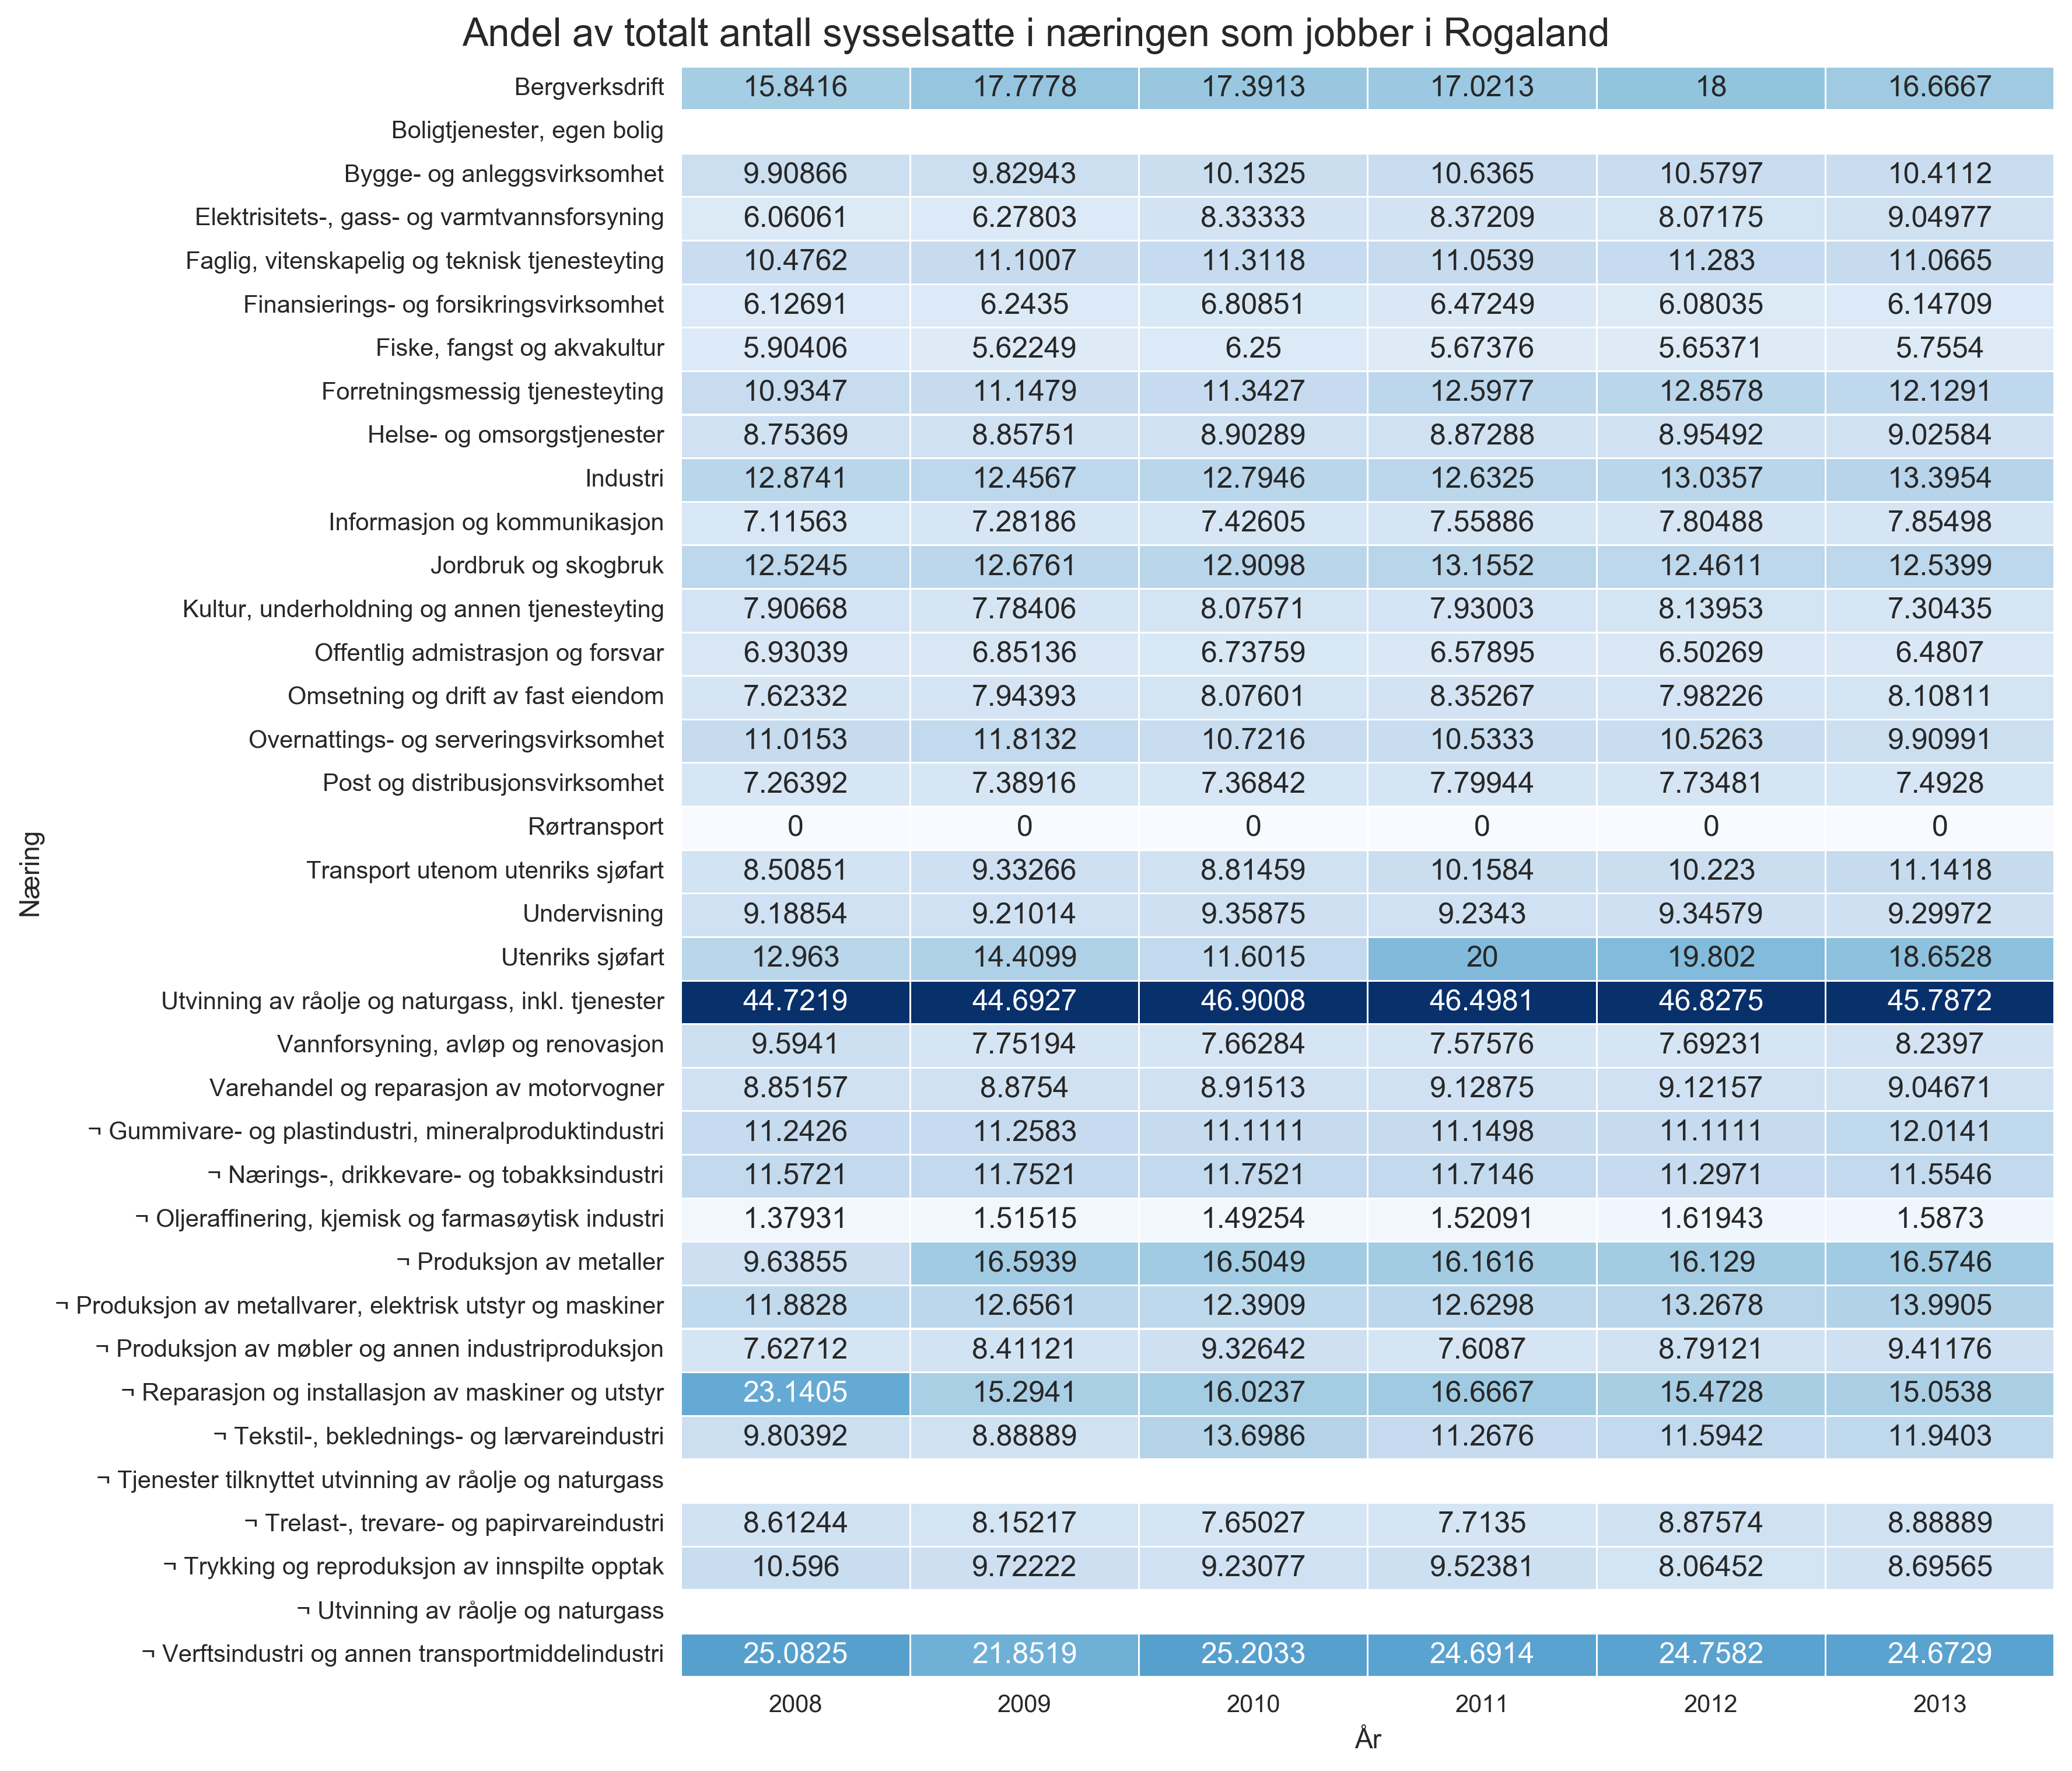 Andel av totalt antall sysselsatte i næringen som jobber i Rogaland
Næring
Bergverksdrift 15.8416 17.7778 17.3913 17.0213 18 16.6667
Boligtjenester, egen bolig
Bygge- og anleggsvirksomhet 9.90866 9.82943 10.1325 10.6365 10.5797 10.4112
Elektrisitets-, gass- og varmtvannsforsyning 6.06061 6.27803 8.33333 8.37209 8.07175 9.04977
Faglig, vitenskapelig og teknisk tjenesteyting 10.4762 11.1007 11.3118 11.0539 11.283 11.0665
Finansierings- og forsikringsvirksomhet 6.12691 6.2435 6.80851 6.47249 6.08035 6.14709
Fiske, fangst og akvakultur 5.90406 5.62249 6.25 5.67376 5.65371 5.7554
Forretningsmessig tjenesteyting 10.9347 11.1479 11.3427 12.5977 12.8578 12.1291
Helse- og omsorgstjenester 8.75369 8.85751 8.90289 8.87288 8.95492 9.02584
Industri 12.8741 12.4567 12.7946 12.6325 13.0357 13.3954
Informasjon og kommunikasjon 7.11563 7.28186 7.42605 7.55886 7.80488 7.85498
Jordbruk og skogbruk 12.5245 12.6761 12.9098 13.1552 12.4611 12.5399
Kultur, underholdning og annen tjenesteyting 7.90668 7.78406 8.07571 7.93003 8.13953 7.30435
Offentlig admistrasjon og forsvar 6.93039 6.85136 6.73759 6.57895 6.50269 6.4807
Omsetning og drift av fast eiendom 7.62332 7.94393 8.07601 8.35267 7.98226 8.10811
Overnattings- og serveringsvirksomhet 11.0153 11.8132 10.7216 10.5333 10.5263 9.90991
Post og distribusjonsvirksomhet 7.26392 7.38916 7.36842 7.79944 7.73481 7.4928
Rørtransport 0 0 0 0 0 0
Transport utenom utenriks sjøfart 8.50851 9.33266 8.81459 10.1584 10.223 11.1418
Undervisning 9.18854 9.21014 9.35875 9.2343 9.34579 9.29972
Utenriks sjøfart 12.963 14.4099 11.6015 20 19.802 18.6528
Utvinning av råolje og naturgass, inkl. tjenester 44.7219 44.6927 46.9008 46.4981 46.8275 45.7872
Vannforsyning, avløp og renovasjon 9.5941 7.75194 7.66284 7.57576 7.69231 8.2397
Varehandel og reparasjon av motorvogner 8.85157 8.8754 8.91513 9.12875 9.12157 9.04671
¬ Gummivare- og plastindustri, mineralproduktindustri 11.2426 11.2583 11.1111 11.1498 11.1111 12.0141
¬ Nærings-, drikkevare- og tobakksindustri 11.5721 11.7521 11.7521 11.7146 11.2971 11.5546
¬ Oljeraffinering, kjemisk og farmasøytisk industri 1.37931 1.51515 1.49254 1.52091 1.61943 1.5873
¬ Produksjon av metaller 9.63855 16.5939 16.5049 16.1616 16.129 16.5746
¬ Produksjon av metallvarer, elektrisk utstyr og maskiner 11.8828 12.6561 12.3909 12.6298 13.2678 13.9905
¬ Produksjon av møbler og annen industriproduksjon 7.62712 8.41121 9.32642 7.6087 8.79121 9.41176
¬ Reparasjon og installasjon av maskiner og utstyr 23.1405 15.2941 16.0237 16.6667 15.4728 15.0538
¬ Tekstil-, beklednings- og lærvareindustri 9.80392 8.88889 13.6986 11.2676 11.5942 11.9403
¬ Tjenester tilknyttet utvinning av råolje og naturgass
¬ Trelast-, trevare- og papirvareindustri 8.61244 8.15217 7.65027 7.7135 8.87574 8.88889
¬ Trykking og reproduksjon av innspilte opptak 10.596 9.72222 9.23077 9.52381 8.06452 8.69565
¬ Utvinning av råolje og naturgass
¬ Verftsindustri og annen transportmiddelindustri 25.0825 21.8519 25.2033 24.6914 24.7582 24.6729
2008 2009 2010 2011 2012 2013
År